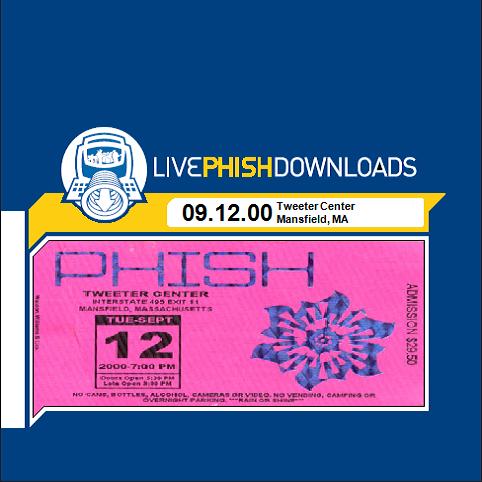 LIVEPHISHDOWNLOADS
09.12.00
Tweeter Center
Mansfield, MA
PHISH
TWEETER CENTER
INTERSTATE 495 EXIT 11
MANSFIELD, MASSACHUSETTS
TUE-SEPT
12
2000-7:00 PM
Doors Open 5:30 PM
Lots Open 3:00 PM
NO CANS, BOTTLES, ALCOHOL, CAMERAS OR VIDEO. NO VENDING, CAMPING OR
OVERNIGHT PARKING. ***RAIN OR SHINE***
ADMISSION $29.50